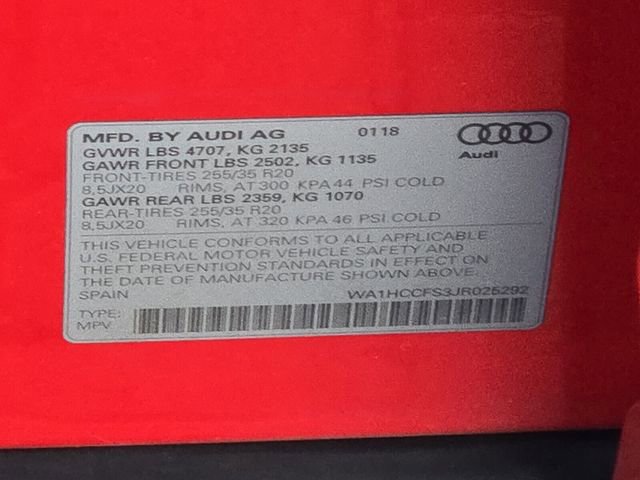 MFD. BY AUDI AG 0118
Audi
GVWR LBS 4707, KG 2135
GAWR FRONT LBS 2502, KG 1135
FRONT-TIRES 255/35 R20
8,5JX20 RIMS, AT 300 KPA 44 PSI COLD
GAWR REAR LBS 2359, KG 1070
REAR-TIRES 255/35 R20
8,5JX20 RIMS, AT 320 KPA 46 PSI COLD
THIS VEHICLE CONFORMS TO ALL APPLICABLE
U.S. FEDERAL MOTOR VEHICLE SAFETY AND
THEFT PREVENTION STANDARDS IN EFFECT ON
THE DATE OF MANUFACTURE SHOWN ABOVE.
SPAIN WA1HCCFS3JR025292
TYPE:
MPV